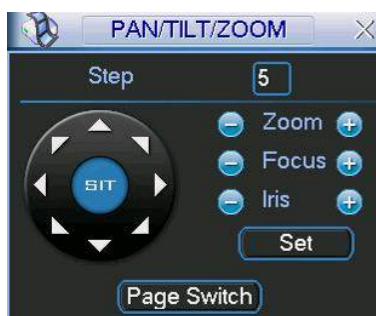 PAN/TILT/ZOOM
Step 5
Zoom
Focus
SIT
Iris
Set
Page Switch